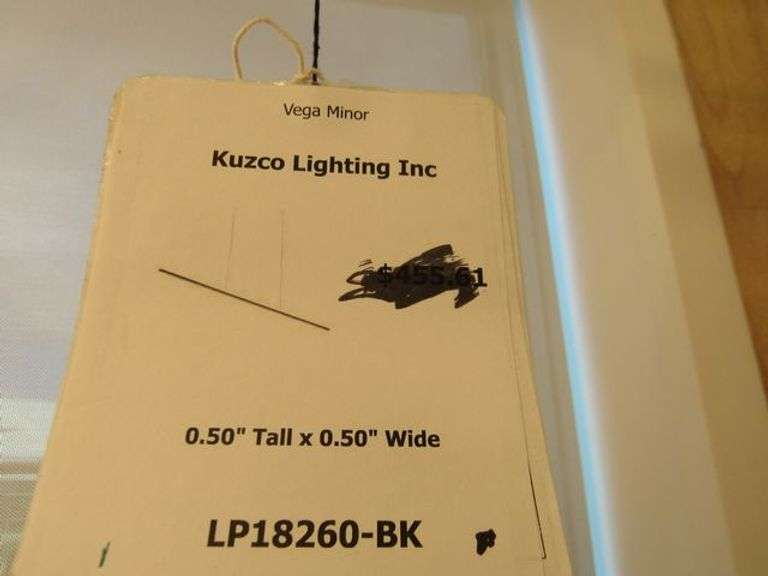 Vega Minor
Kuzco Lighting Inc
$455.61
0.50" Tall x 0.50" Wide
LP18260-BK